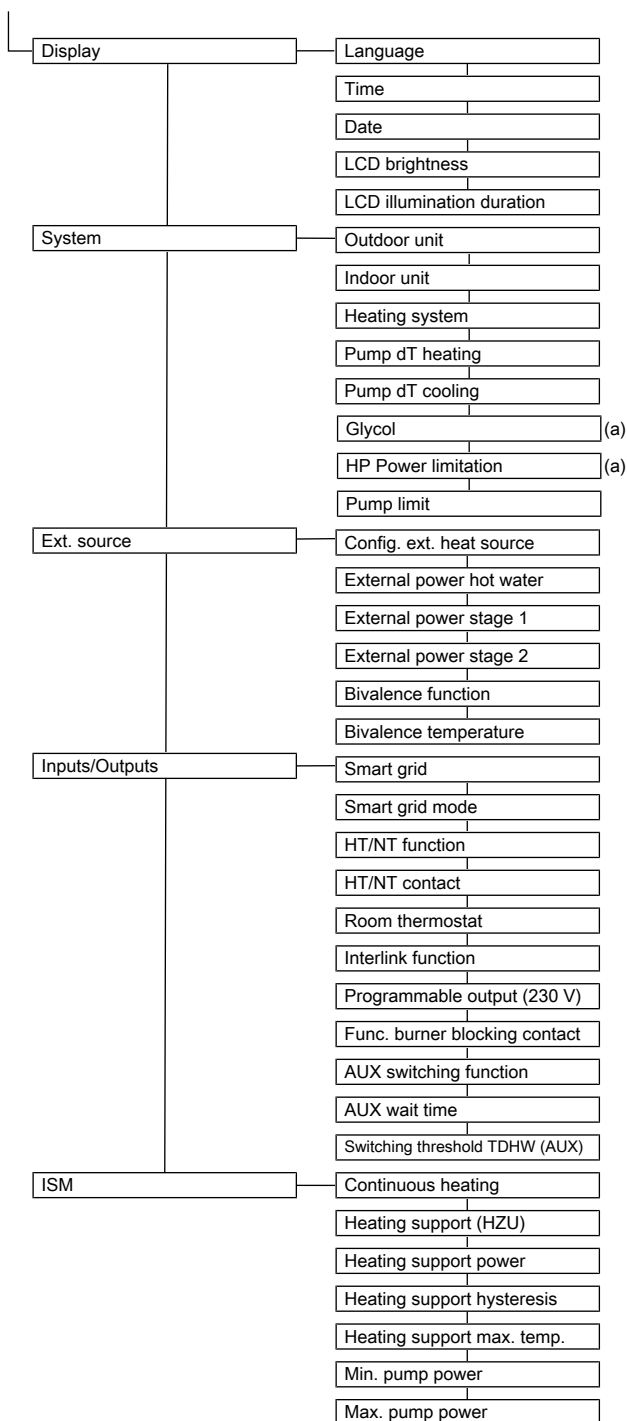 Display
Language
Time
Date
LCD brightness
LCD illumination duration
System
Outdoor unit
Indoor unit
Heating system
Pump dT heating
Pump dT cooling
Glycol (a)
HP Power limitation (a)
Pump limit
Ext. source
Config. ext. heat source
External power hot water
External power stage 1
External power stage 2
Bivalence function
Bivalence temperature
Inputs/Outputs
Smart grid
Smart grid mode
HT/NT function
HT/NT contact
Room thermostat
Interlink function
Programmable output (230 V)
Func. burner blocking contact
AUX switching function
AUX wait time
Switching threshold TDHW (AUX)
ISM
Continuous heating
Heating support (HZU)
Heating support power
Heating support hysteresis
Heating support max. temp.
Min. pump power
Max. pump power